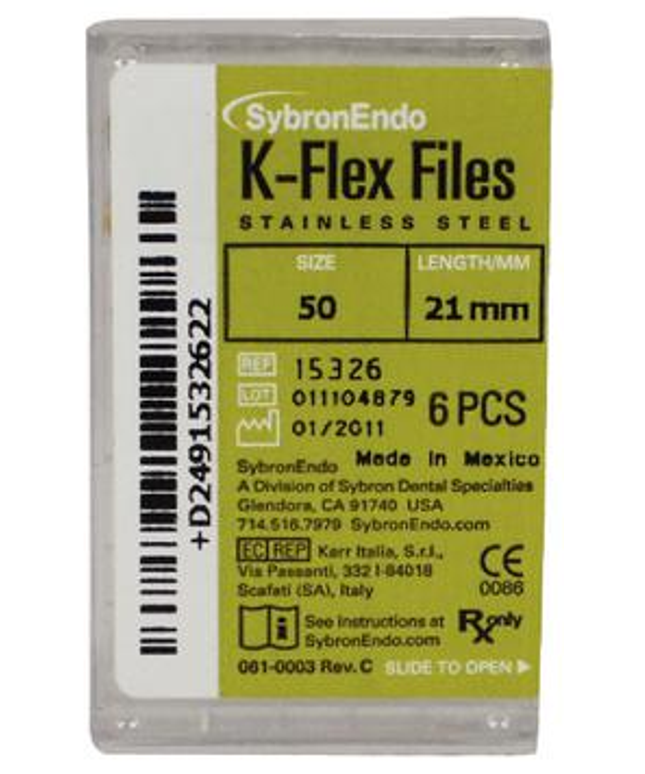 SybronEndo
K-Flex Files
STAINLESS STEEL
SIZE LENGTH/MM
50 21 mm
REF 15326
LOT 011104879
01/2011
6 PCS
Made in Mexico
SybronEndo
A Division of Sybron Dental Specialties
Glendora, CA 91740 USA
714.516.7979 SybronEndo.com
EC REP Kerr Italia, S.r.l.,
Via Passanti, 332 I-84018
Scafati (SA), Italy
CE
0086
i See instructions at
SybronEndo.com
Rx only
061-0003 Rev. C SLIDE TO OPEN
+D2491532622